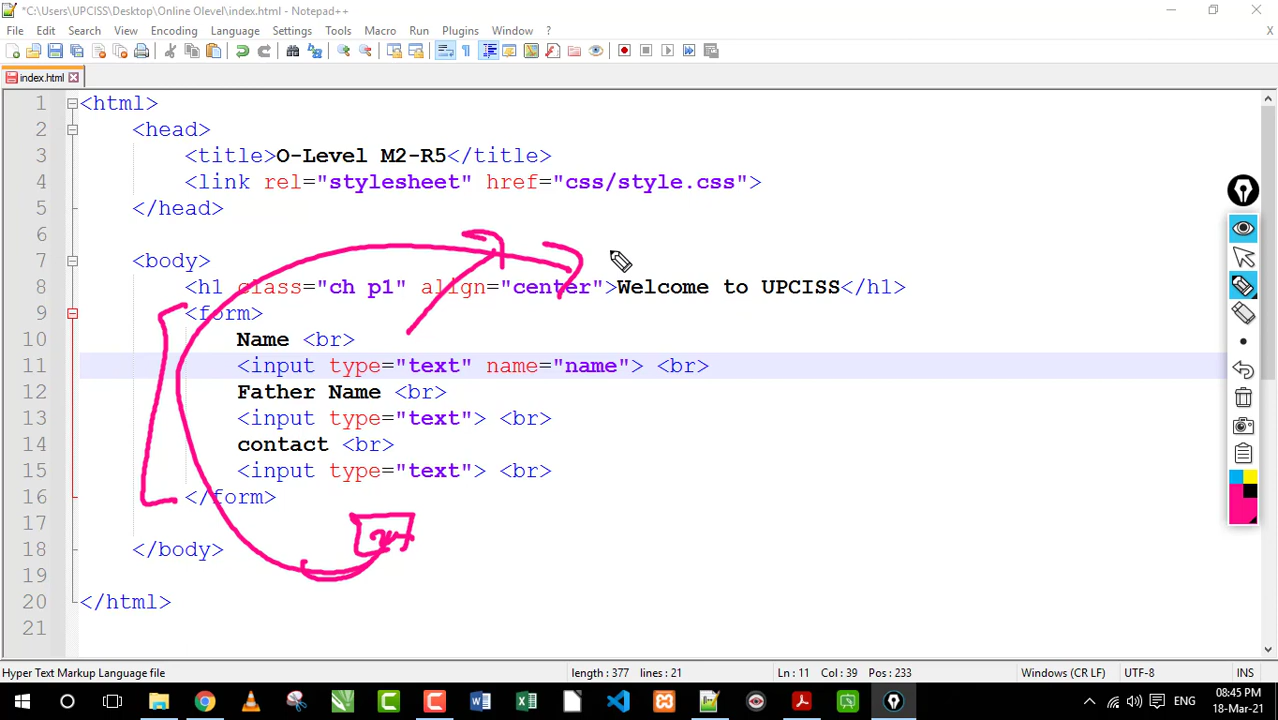 *C:\Users\UPCISS\Desktop\Online Olevel\index.html - Notepad++
File Edit Search View Encoding Language Settings Tools Macro Run Plugins Window ? X
index.html
1 <html>
2 <head>
3 <title>O-Level M2-R5</title>
4 <link rel="stylesheet" href="css/style.css">
5 </head>
6
7 <body>
8 <h1 class="ch p1" align="center">Welcome to UPCISS</h1>
9 <form>
10 Name <br>
11 <input type="text" name="name"> <br>
12 Father Name <br>
13 <input type="text"> <br>
14 contact <br>
15 <input type="text"> <br>
16 </form>
17
18 </body>
19
20 </html>
21
Hyper Text Markup Language file length : 377 lines : 21 Ln : 11 Col : 39 Pos : 233 Windows (CR LF) UTF-8 INS
ENG 08:45 PM
18-Mar-21